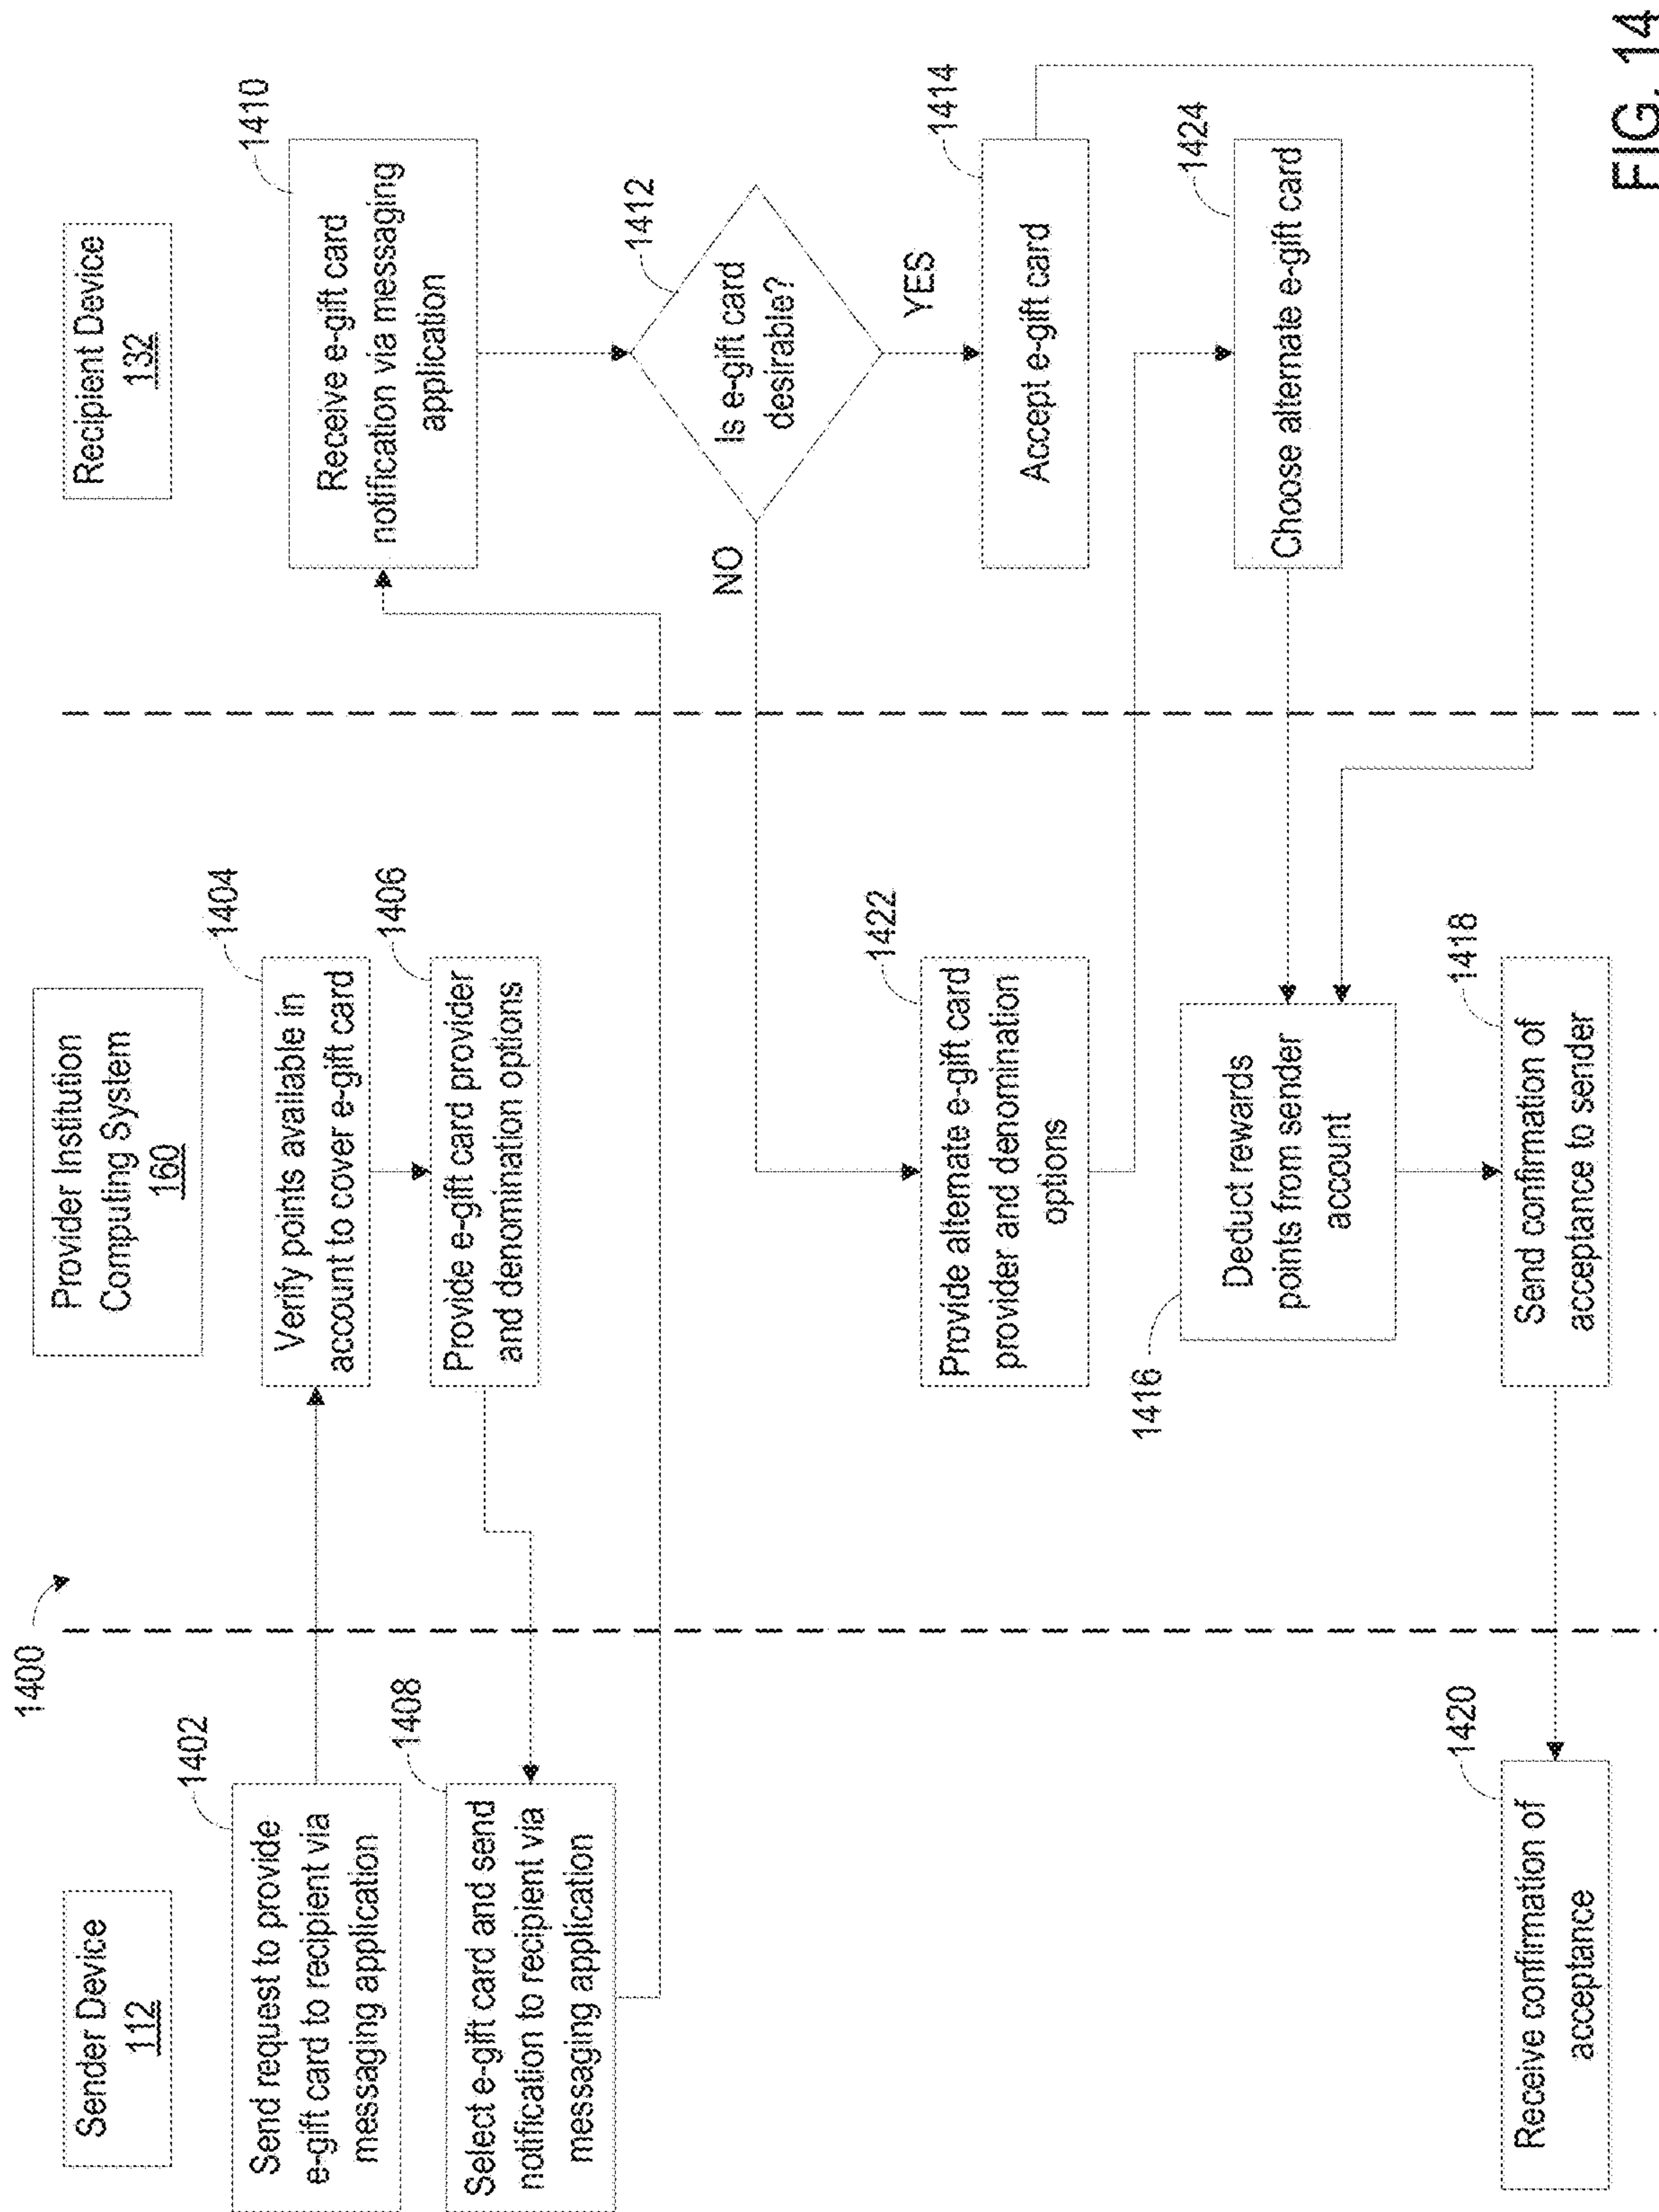 1400
Sender Device
112
Provider Institution
Computing System
160
Recipient Device
132
1402
Send request to provide
e-gift card to recipient via
messaging application
1404
Verify points available in
account to cover e-gift card
1406
Provide e-gift card provider
and denomination options
1408
Select e-gift card and send
notification to recipient via
messaging application
1410
Receive e-gift card
notification via messaging
application
1412
Is e-gift card
desirable?
NO
YES
1414
Accept e-gift card
1422
Provide alternate e-gift card
provider and denomination
options
1424
Choose alternate e-gift card
1416
Deduct rewards
points from sender
account
1418
Send confirmation of
acceptance to sender
1420
Receive confirmation of
acceptance
FIG. 14